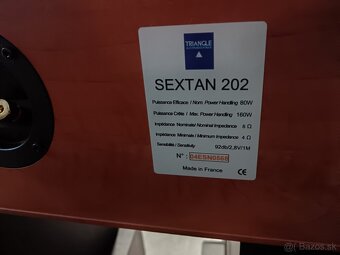 TRIANGLE
SEXTAN 202
Puissance Efficace / Nom. Power Handling 80W
Puissance Crête / Max. Power Handling 160W
Impédance Nominale/ Nominal Impedance 8 Ω
Impédance Minimale / Minimum Impedance 4 Ω
Sensibilité / Sensitivity 92db/2,8V/1M
N° : 04ESN0568
Made in France CE
Bazos.sk